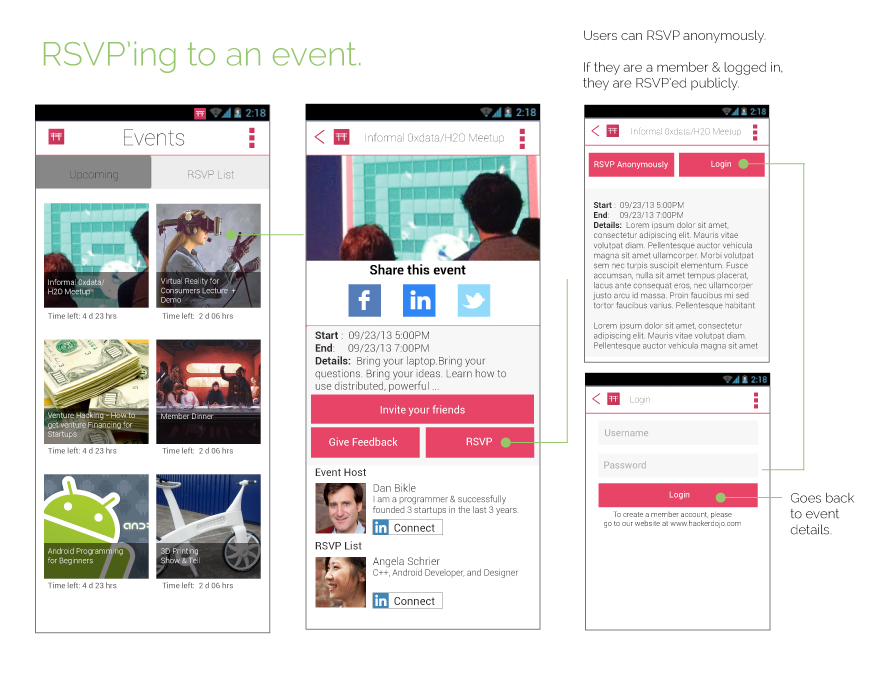 RSVP'ing to an event.
Users can RSVP anonymously.
If they are a member & logged in,
they are RSVP'ed publicly.
2:18
Events
Upcoming
RSVP List
Informal 0xdata/
H2O Meetup
Time left: 4 d 23 hrs
Virtual Reality for
Consumers Lecture +
Demo
Time left: 2 d 06 hrs
Venture Hacking - How to
get venture Financing for
Startups
Time left: 4 d 23 hrs
Member Dinner
Time left: 2 d 06 hrs
Android Programming
for Beginners
Time left: 4 d 23 hrs
3D Printing
Show & Tell
Time left: 2 d 06 hrs
2:18
Informal 0xdata/H2O Meetup
Share this event
f
in
Start : 09/23/13 5:00PM
End: 09/23/13 7:00PM
Details: Bring your laptop.Bring your
questions. Bring your ideas. Learn how to
use distributed, powerful ...
Invite your friends
Give Feedback
RSVP
Event Host
Dan Bikle
I am a programmer & successfully
founded 3 startups in the last 3 years.
in Connect
RSVP List
Angela Schrier
C++, Android Developer, and Designer
in Connect
2:18
Informal 0xdata/H2O Meetup
RSVP Anonymously
Login
Start : 09/23/13 5:00PM
End: 09/23/13 7:00PM
Details: Lorem ipsum dolor sit amet,
consectetur adipiscing elit. Mauris vitae
volutpat diam. Pellentesque auctor vehicula
magna sit amet ullamcorper. Morbi volutpat
sem nec turpis suscipit elementum. Fusce
accumsan, nulla sit amet tempus placerat,
lacus ante consequat eros, nec ullamcorper
justo arcu id massa. Proin faucibus mi sed
tortor faucibus varius. Pellentesque habitant
Lorem ipsum dolor sit amet, consectetur
adipiscing elit. Mauris vitae volutpat diam.
Pellentesque auctor vehicula magna sit amet
2:18
Login
Username
Password
Login
To create a member account, please
go to our website at www.hackerdojo.com
Goes back
to event
details.